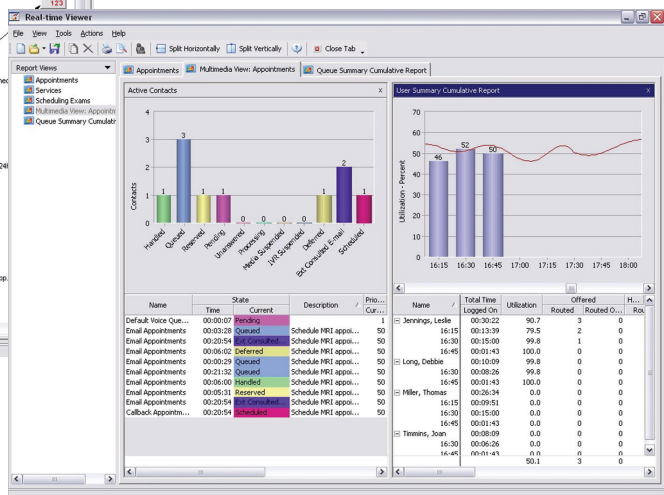 123
Real-time Viewer
File View Tools Actions Help
Split Horizontally Split Vertically Close Tab
Report Views
Appointments
Services
Scheduling Exams
Multimedia View: Appointm
Queue Summary Cumulati
Appointments Multimedia View: Appointments Queue Summary Cumulative Report
Active Contacts x
Contacts
4
3
2
1
0
1 3 1 1 0 0 0 0 1 2 1
Handled Queued Reserved Pending Unanswered Processing Media Suspended IVR Suspended Deferred Ext Consulted E-mail Scheduled
User Summary Cumulative Report x
Utilization - Percent
70
60
50
40
30
20
10
0
46 52 50
16:15 16:30 16:45 17:00 17:15 17:30 17:45 18:00
Name State Description / Prio...
Time Current Cur...
Default Voice Que... 00:00:07 Pending 1
Email Appointments 00:03:28 Queued Schedule MRI appoi... 50
Email Appointments 00:20:54 Ext Consulted... Schedule MRI appoi... 50
Email Appointments 00:06:02 Deferred Schedule MRI appoi... 50
Email Appointments 00:00:29 Queued Schedule MRI appoi... 50
Email Appointments 00:21:32 Queued Schedule MRI appoi... 50
Email Appointments 00:06:00 Handled Schedule MRI appoi... 50
Email Appointments 00:05:31 Reserved Schedule MRI appoi... 50
Email Appointments 00:20:54 Ext Consulted... Schedule MRI appoi... 50
Callback Appointm... 00:20:54 Scheduled Schedule MRI appoi... 50
Name / Total Time Utilization Offered H...
Logged On Routed Routed O... Rou
Jennings, Leslie 00:30:22 90.7 3 0
16:15 00:13:39 79.5 2 0
16:30 00:15:00 99.8 1 0
16:45 00:01:43 100.0 0 0
Long, Debbie 00:10:09 99.8 0 0
16:30 00:08:26 99.8 0 0
16:45 00:01:43 100.0 0 0
Miller, Thomas 00:26:34 0.0 0 0
16:15 00:09:51 0.0 0 0
16:30 00:15:00 0.0 0 0
16:45 00:01:43 0.0 0 0
Timmins, Joan 00:08:09 0.0 0 0
16:30 00:06:26 0.0 0 0
16:45 00:01:43 0.0 0 0
50.1 3 0